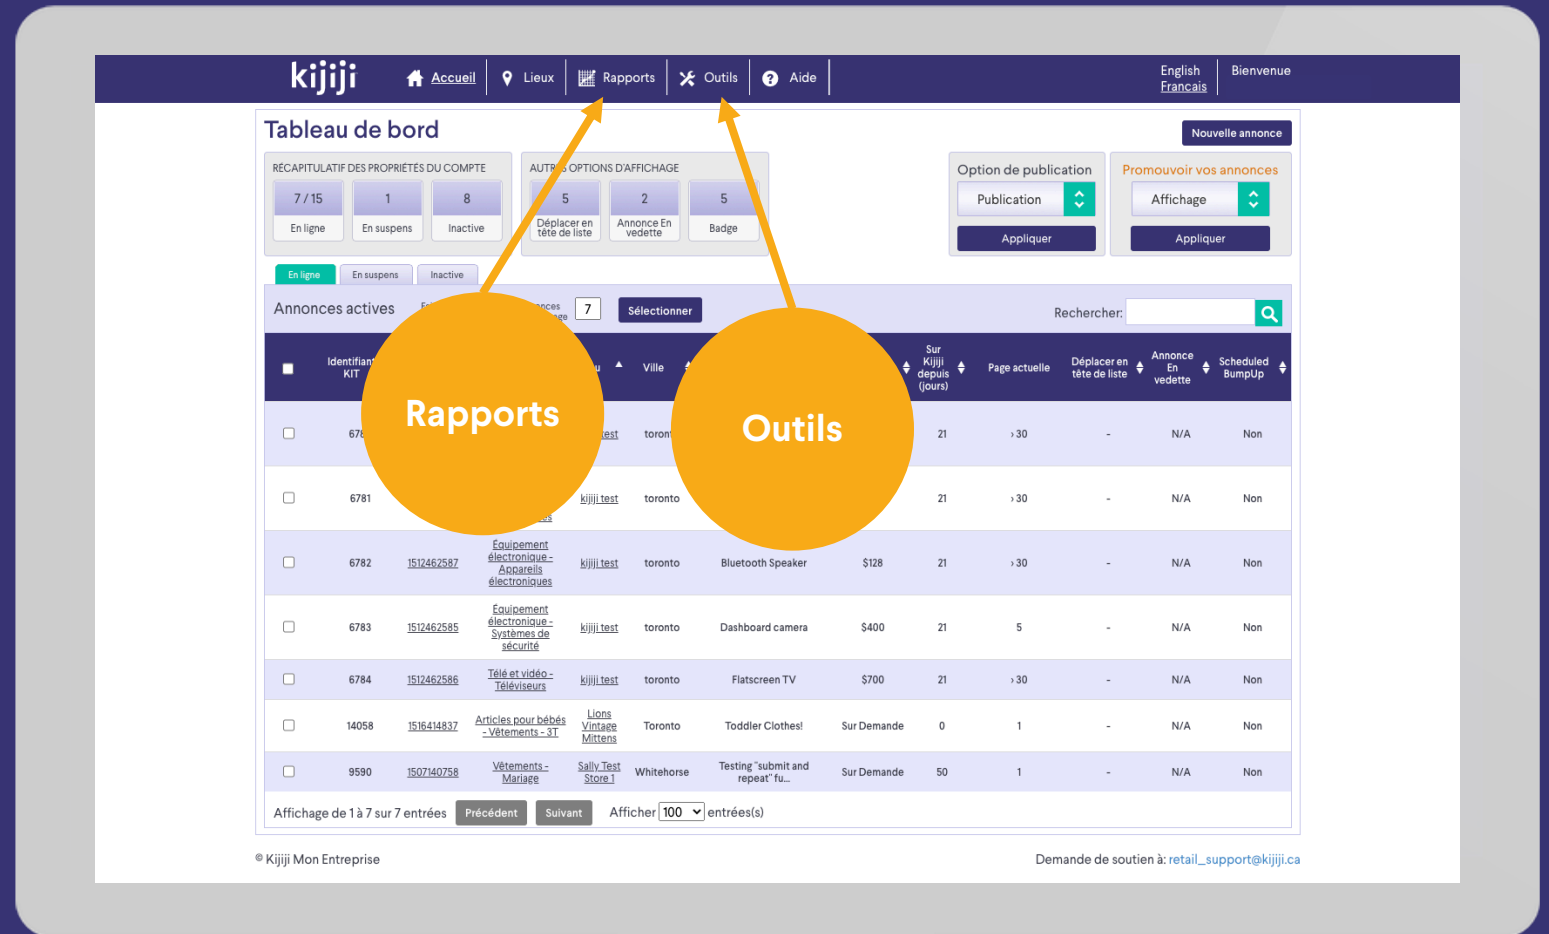 kijiji
Accueil
Lieux
Rapports
Outils
Aide
English
Francais
Bienvenue
Tableau de bord
Nouvelle annonce
RÉCAPITULATIF DES PROPRIÉTÉS DU COMPTE
7 / 15
En ligne
1
En suspens
8
Inactive
AUTRES OPTIONS D'AFFICHAGE
5
Déplacer en
tête de liste
2
Annonce En
vedette
5
Badge
Option de publication
Publication
Appliquer
Promouvoir vos annonces
Affichage
Appliquer
En ligne
En suspens
Inactive
Annonces actives
7
Sélectionner
Rechercher:
Identifiant
KIT
Ville
Sur
Kijiji
depuis
(jours)
Page actuelle
Déplacer en
tête de liste
Annonce
En
vedette
Scheduled
BumpUp
Rapports
Outils
21 › 30 - N/A Non
6781 kijiji test toronto 21 › 30 - N/A Non
Équipement
électronique -
Appareils
électroniques
6782 1512462587 kijiji test toronto Bluetooth Speaker $128 21 › 30 - N/A Non
Équipement
électronique -
Systèmes de
sécurité
6783 1512462585 kijiji test toronto Dashboard camera $400 21 5 - N/A Non
Télé et vidéo -
Téléviseurs
6784 1512462586 kijiji test toronto Flatscreen TV $700 21 › 30 - N/A Non
Articles pour bébés
- Vêtements - 3T
Lions
Vintage
Mittens
14058 1516414837 Toronto Toddler Clothes! Sur Demande 0 1 - N/A Non
Vêtements -
Mariage
Sally Test
Store 1
9590 1507140758 Whitehorse
Testing "submit and
repeat" fu...
Sur Demande 50 1 - N/A Non
Affichage de 1 à 7 sur 7 entrées
Précédent
Suivant
Afficher 100 entrées(s)
© Kijiji Mon Entreprise
Demande de soutien à: retail_support@kijiji.ca